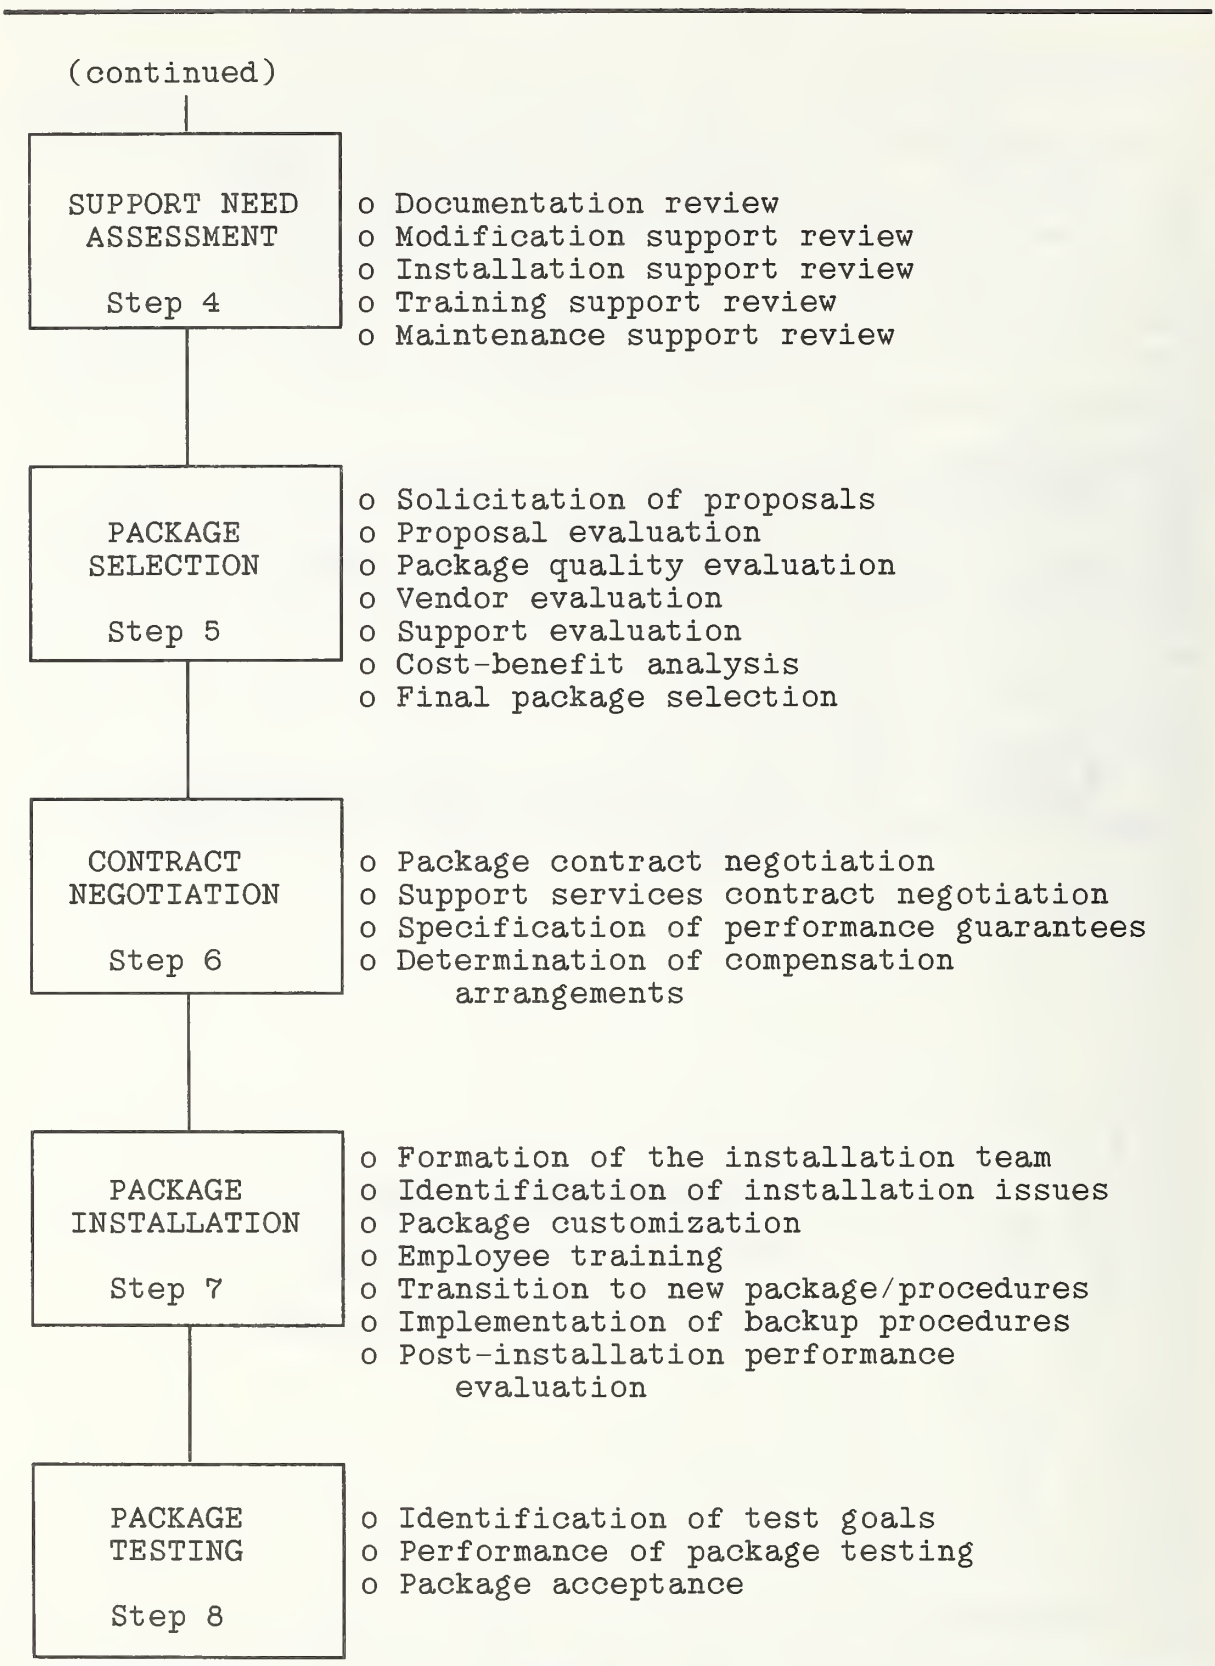 (continued)
SUPPORT NEED
ASSESSMENT
Step 4
o Documentation review
o Modification support review
o Installation support review
o Training support review
o Maintenance support review
PACKAGE
SELECTION
Step 5
o Solicitation of proposals
o Proposal evaluation
o Package quality evaluation
o Vendor evaluation
o Support evaluation
o Cost-benefit analysis
o Final package selection
CONTRACT
NEGOTIATION
Step 6
o Package contract negotiation
o Support services contract negotiation
o Specification of performance guarantees
o Determination of compensation
arrangements
PACKAGE
INSTALLATION
Step 7
o Formation of the installation team
o Identification of installation issues
o Package customization
o Employee training
o Transition to new package/procedures
o Implementation of backup procedures
o Post-installation performance
evaluation
PACKAGE
TESTING
Step 8
o Identification of test goals
o Performance of package testing
o Package acceptance